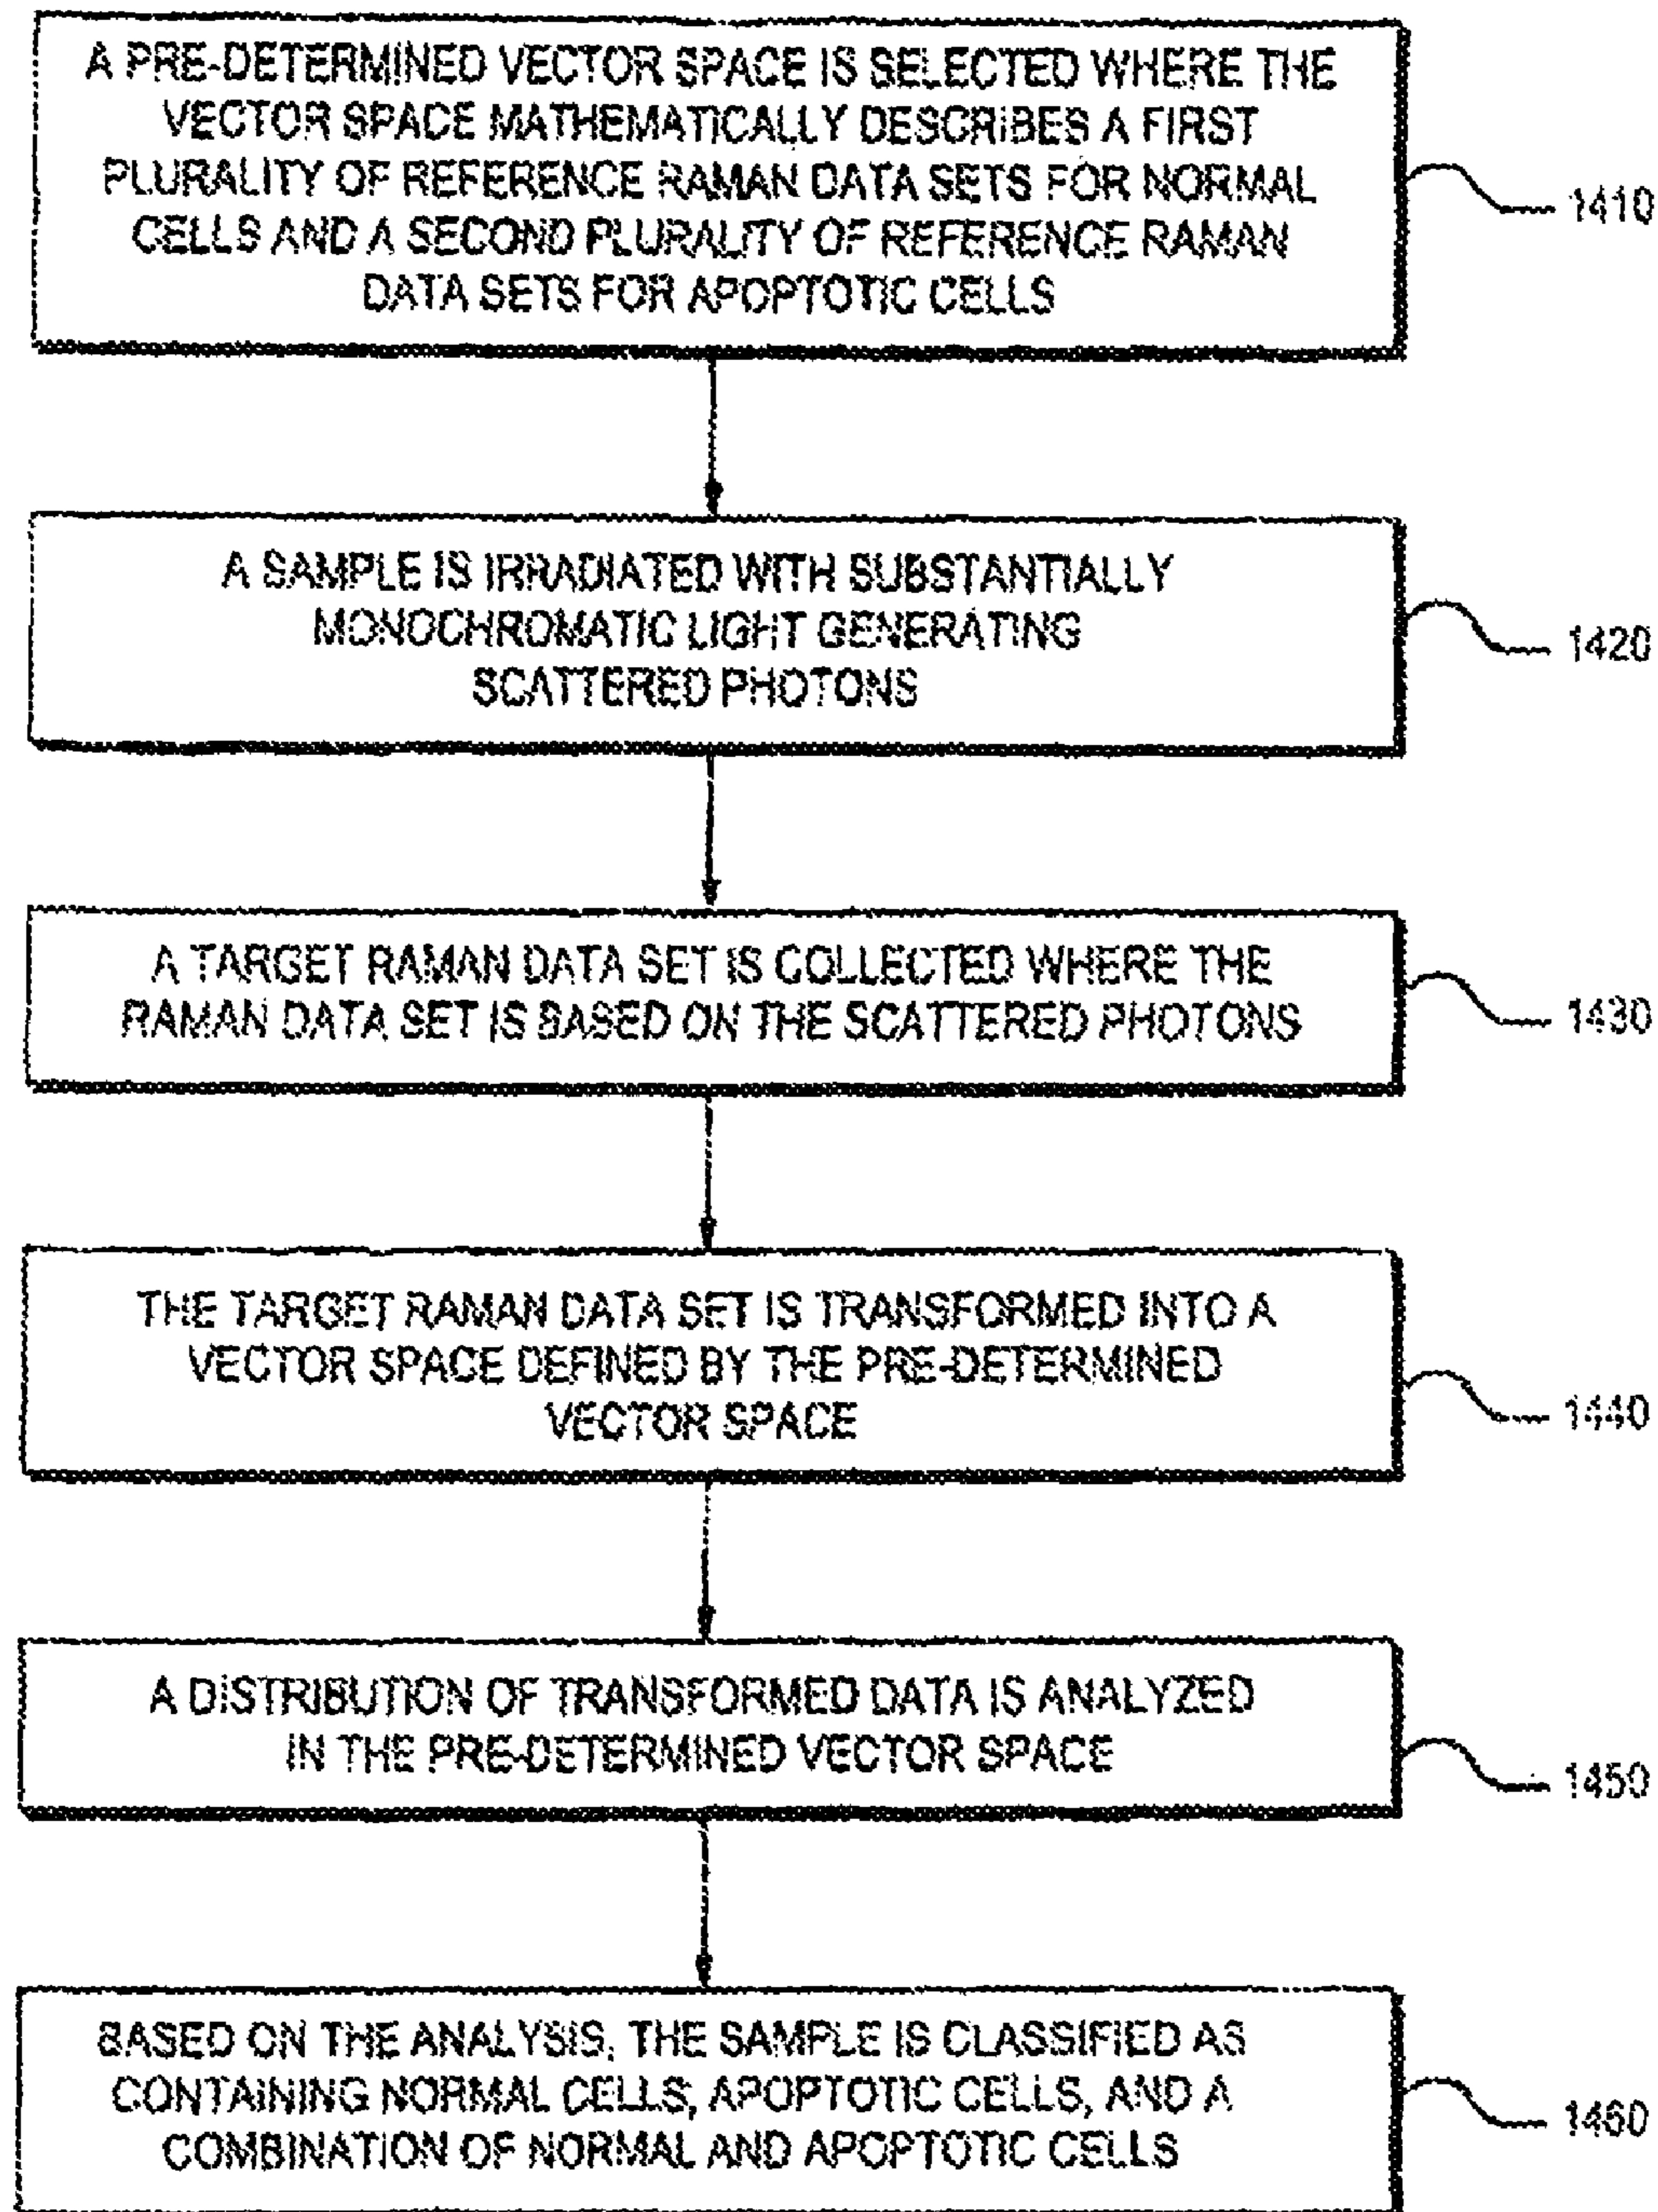 A PRE-DETERMINED VECTOR SPACE IS SELECTED WHERE THE
VECTOR SPACE MATHEMATICALLY DESCRIBES A FIRST
PLURALITY OF REFERENCE RAMAN DATA SETS FOR NORMAL
CELLS AND A SECOND PLURALITY OF REFERENCE RAMAN
DATA SETS FOR APOPTOTIC CELLS
1410
A SAMPLE IS IRRADIATED WITH SUBSTANTIALLY
MONOCHROMATIC LIGHT GENERATING
SCATTERED PHOTONS
1420
A TARGET RAMAN DATA SET IS COLLECTED WHERE THE
RAMAN DATA SET IS BASED ON THE SCATTERED PHOTONS
1430
THE TARGET RAMAN DATA SET IS TRANSFORMED INTO A
VECTOR SPACE DEFINED BY THE PRE-DETERMINED
VECTOR SPACE
1440
A DISTRIBUTION OF TRANSFORMED DATA IS ANALYZED
IN THE PRE-DETERMINED VECTOR SPACE
1450
BASED ON THE ANALYSIS, THE SAMPLE IS CLASSIFIED AS
CONTAINING NORMAL CELLS, APOPTOTIC CELLS, AND A
COMBINATION OF NORMAL AND APOPTOTIC CELLS
1460